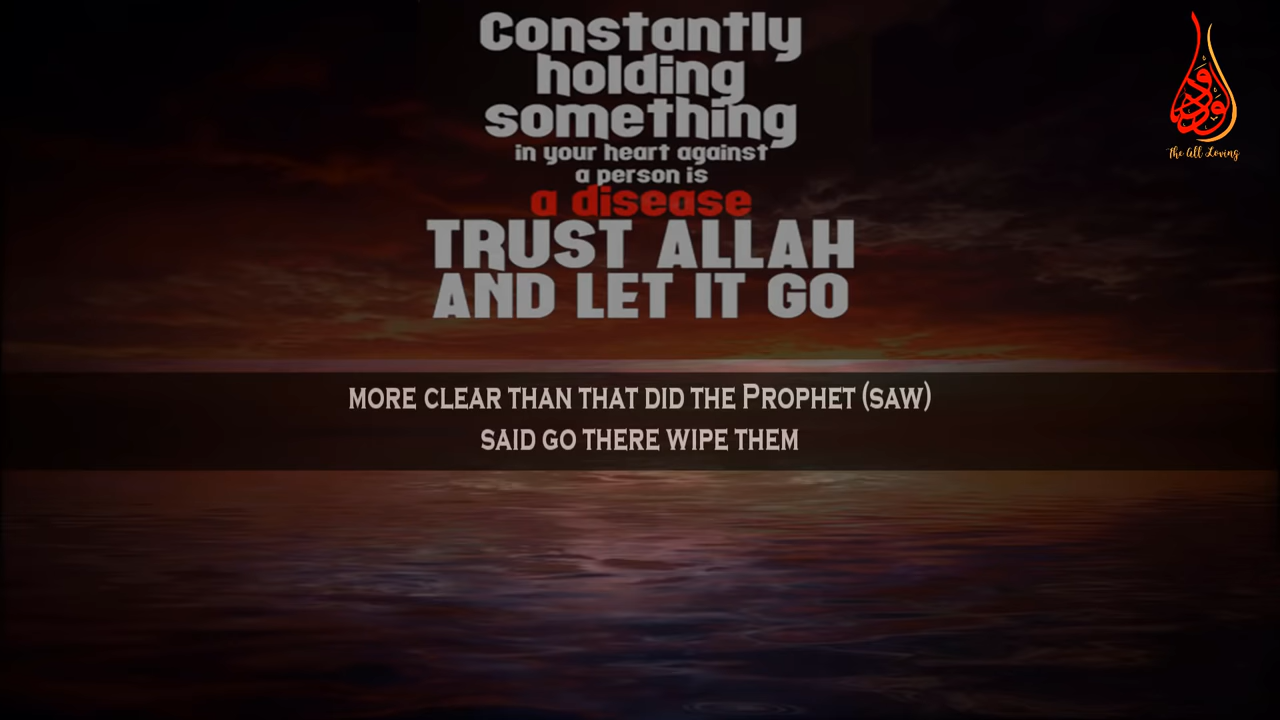 Constantly
holding
something
in your heart against
a person is
a disease
TRUST ALLAH
AND LET IT GO
MORE CLEAR THAN THAT DID THE PROPHET (SAW)
SAID GO THERE WIPE THEM
The All Loving